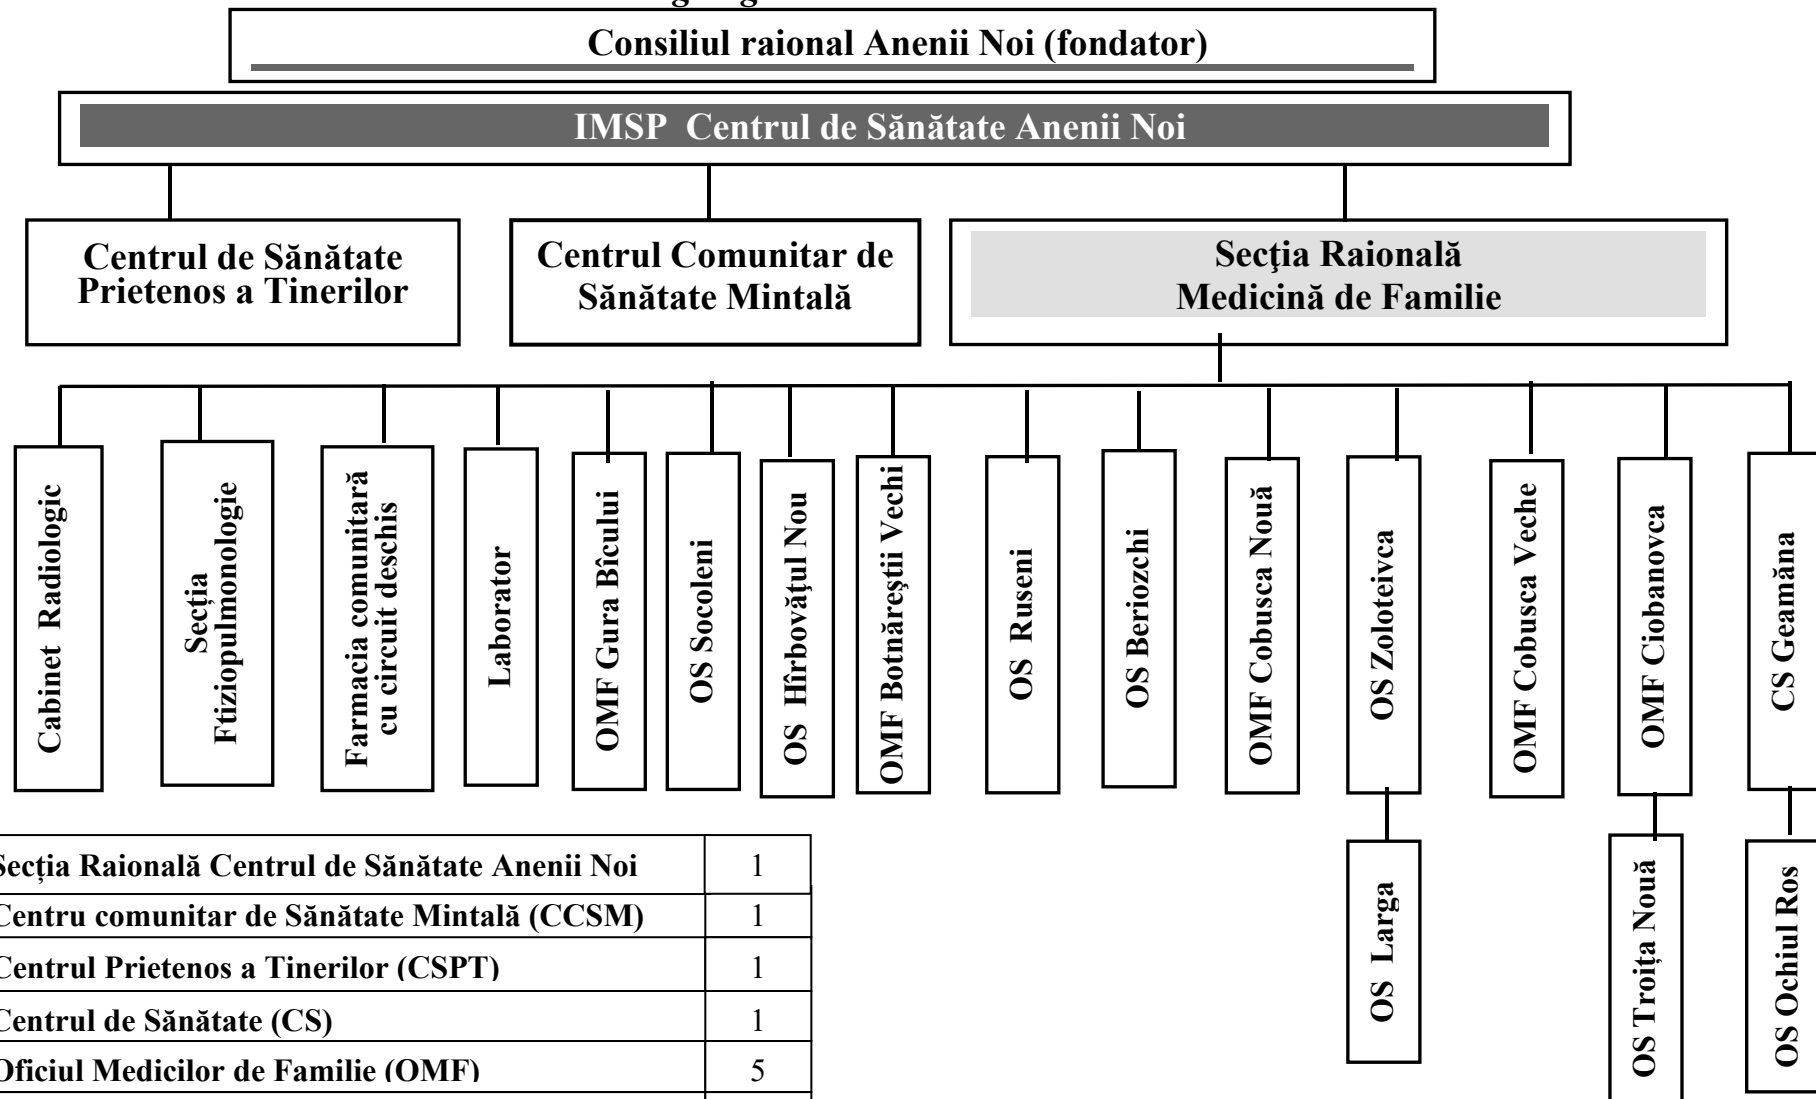 Consiliul raional Anenii Noi (fondator)
IMSP Centrul de Sănătate Anenii Noi
Centrul de Sănătate
Prietenos a Tinerilor
Centrul Comunitar de
Sănătate Mintală
Secţia Raională
Medicină de Familie
Cabinet Radiologic
Secția
Ftiziopulmonologie
Farmacia comunitară
cu circuit deschis
Laborator
OMF Gura Bîcului
OS Socoleni
OS Hîrbovăţul Nou
OMF Botnăreştii Vechi
OS Ruseni
OS Beriozchi
OMF Cobusca Nouă
OS Zoloteivca
OMF Cobusca Veche
OMF Ciobanovca
CS Geamăna
OS Larga
OS Troița Nouă
OS Ochiul Ros
Secția Raională Centrul de Sănătate Anenii Noi 1
Centru comunitar de Sănătate Mintală (CCSM) 1
Centrul Prietenos a Tinerilor (CSPT) 1
Centrul de Sănătate (CS) 1
Oficiul Medicilor de Familie (OMF) 5